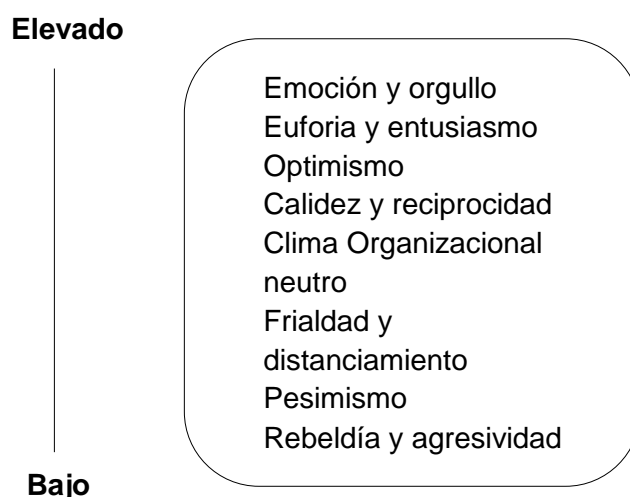 Elevado
Emoción y orgullo
Euforia y entusiasmo
Optimismo
Calidez y reciprocidad
Clima Organizacional
neutro
Frialdad y
distanciamiento
Pesimismo
Rebeldía y agresividad
Bajo